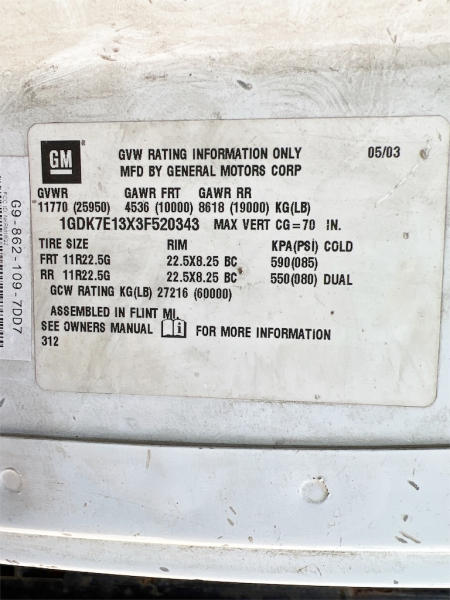 GM
GVW RATING INFORMATION ONLY 05/03
MFD BY GENERAL MOTORS CORP
GVWR GAWR FRT GAWR RR
11770 (25950) 4536 (10000) 8618 (19000) KG(LB)
1GDK7E13X3F520343 MAX VERT CG=70 IN.
TIRE SIZE RIM KPA(PSI) COLD
FRT 11R22.5G 22.5X8.25 BC 590(085)
RR 11R22.5G 22.5X8.25 BC 550(080) DUAL
GCW RATING KG(LB) 27216 (60000)
ASSEMBLED IN FLINT MI.
SEE OWNERS MANUAL FOR MORE INFORMATION
312
G9-862-109-7DD7